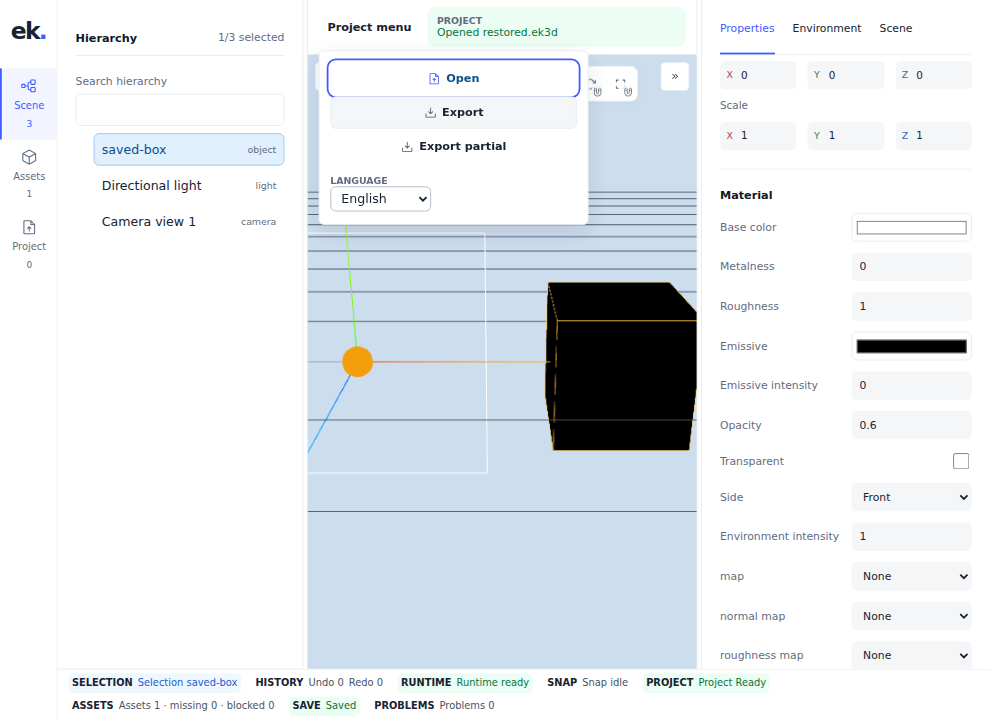 ek.
Scene
3
Assets
1
Project
0
Hierarchy
1/3 selected
Search hierarchy
saved-box object
Directional light light
Camera view 1 camera
Project menu
PROJECT
Opened restored.ek3d
Open
Export
Export partial
LANGUAGE
English
»
Properties Environment Scene
X 0 Y 0 Z 0
Scale
X 1 Y 1 Z 1
Material
Base color
Metalness 0
Roughness 1
Emissive
Emissive intensity 0
Opacity 0.6
Transparent
Side Front
Environment intensity 1
map None
normal map None
roughness map None
SELECTION Selection saved-box HISTORY Undo 0 Redo 0 RUNTIME Runtime ready SNAP Snap idle PROJECT Project Ready
ASSETS Assets 1 · missing 0 · blocked 0 SAVE Saved PROBLEMS Problems 0